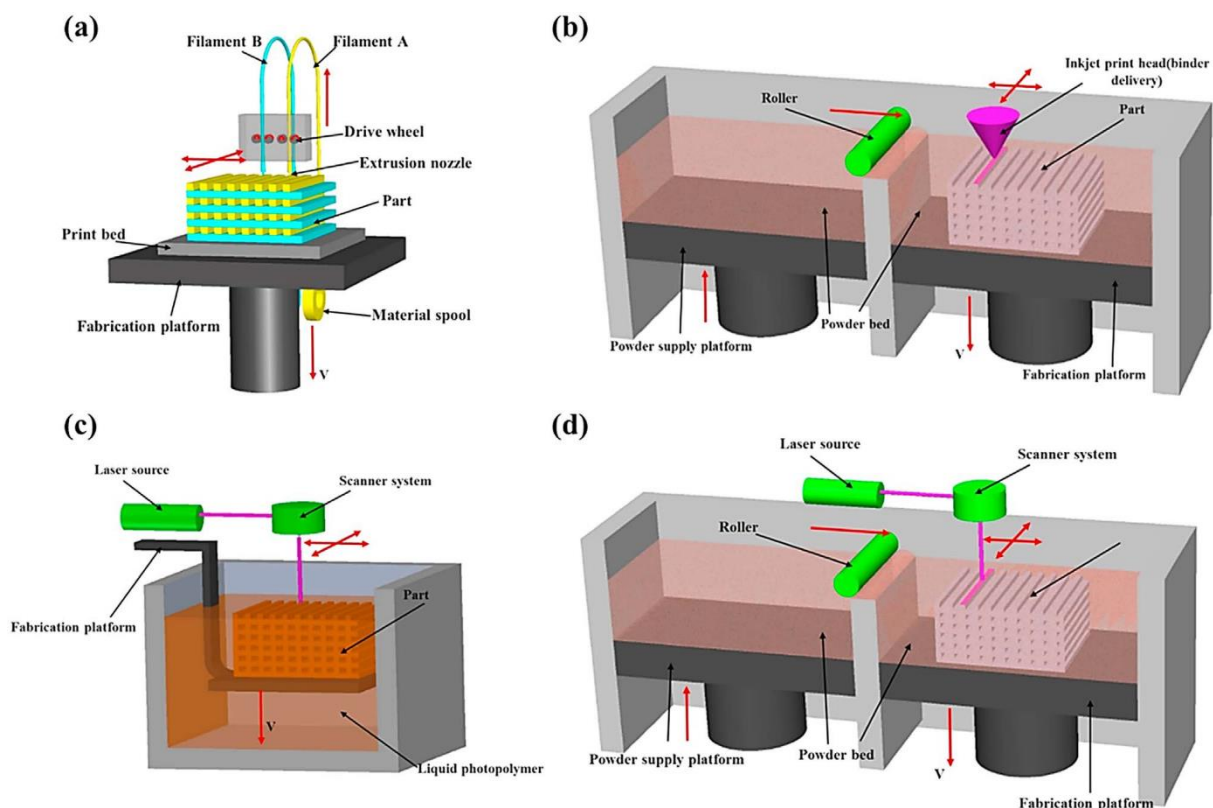 (a)
Filament B
Filament A
Drive wheel
Extrusion nozzle
Part
Print bed
Fabrication platform
Material spool
V
(b)
Inkjet print head(binder
delivery)
Roller
Part
Powder bed
Powder supply platform
V
Fabrication platform
(c)
Laser source
Scanner system
Part
Fabrication platform
V
Liquid photopolymer
(d)
Laser source
Scanner system
Roller
Powder bed
Powder supply platform
V
Fabrication platform